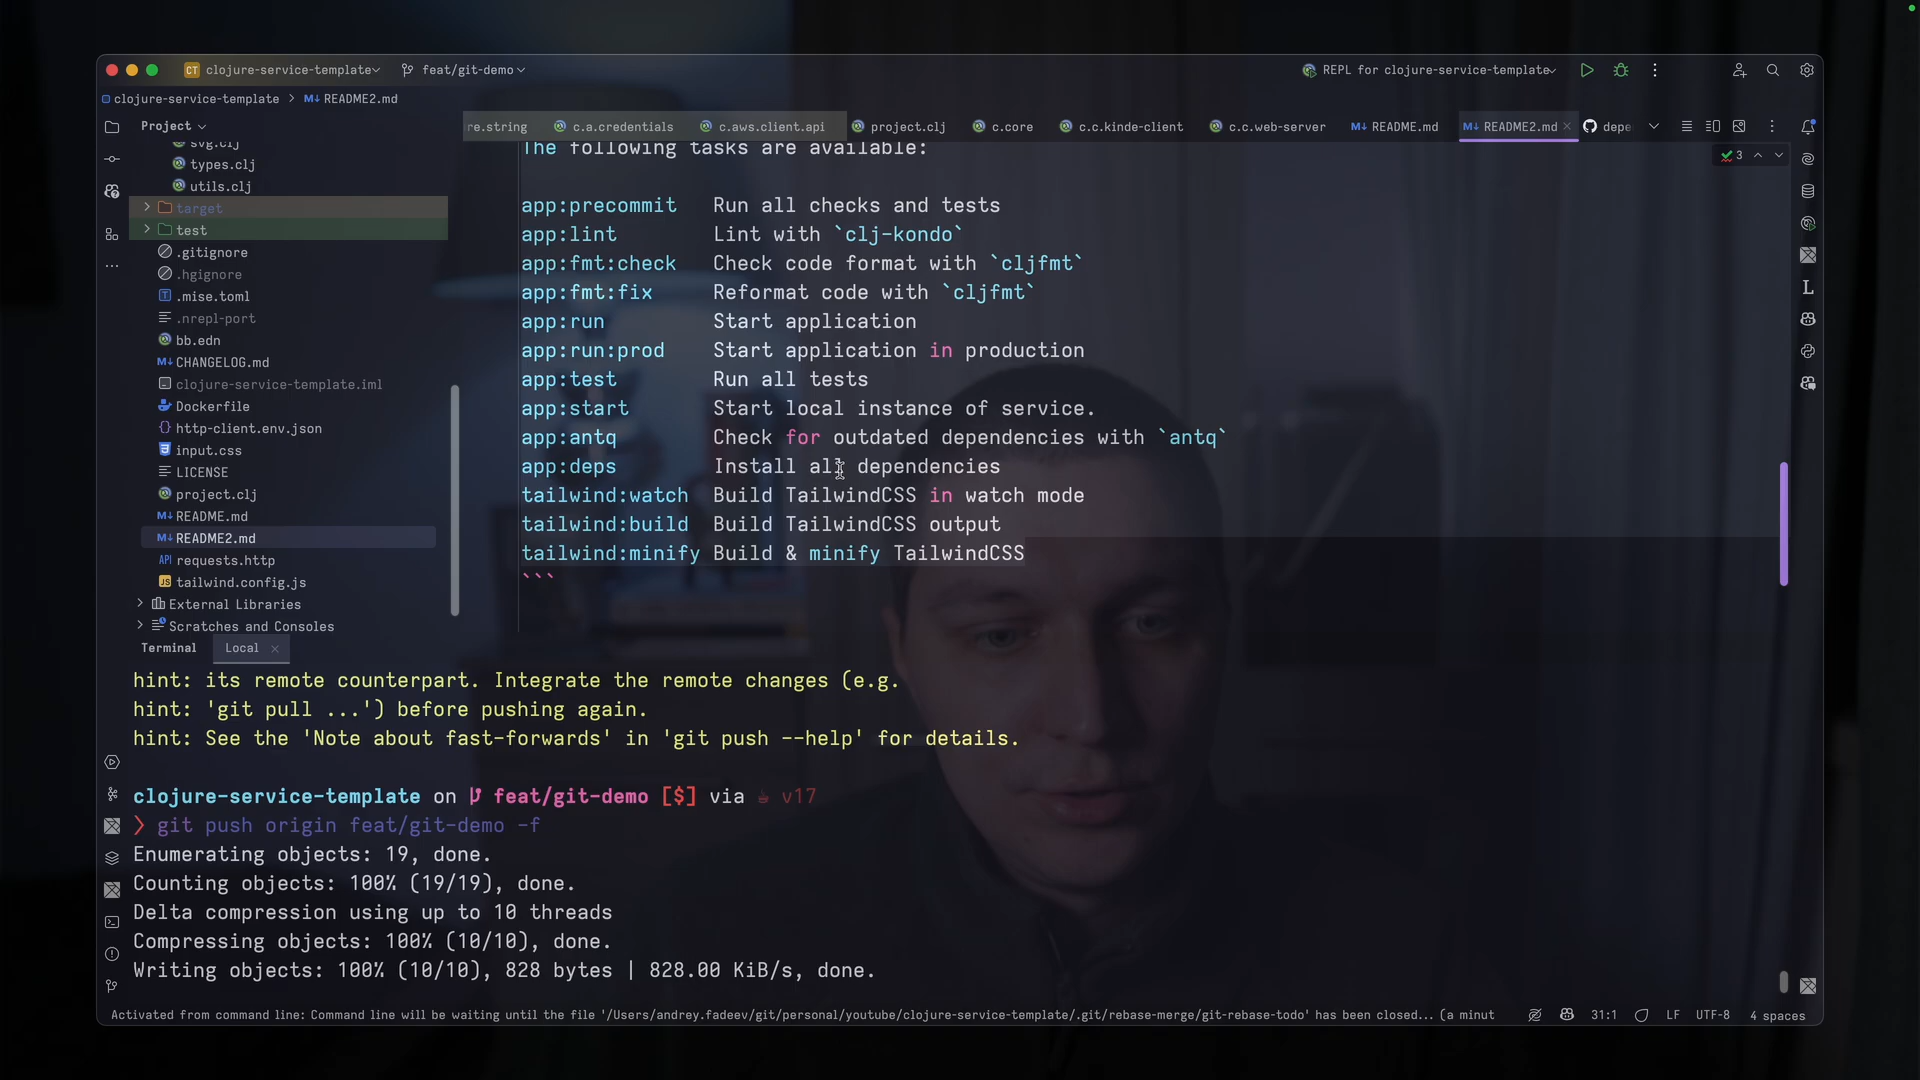 CT clojure-service-template
feat/git-demo
REPL for clojure-service-template
clojure-service-template > README2.md
Project
re.string
c.a.credentials
c.aws.client.api
project.clj
c.core
c.c.kinde-client
c.c.web-server
README.md
README2.md
depe
svg.clj
types.clj
utils.clj
target
test
.gitignore
.hgignore
.mise.toml
.nrepl-port
bb.edn
CHANGELOG.md
clojure-service-template.iml
Dockerfile
http-client.env.json
input.css
LICENSE
project.clj
README.md
README2.md
requests.http
tailwind.config.js
External Libraries
Scratches and Consoles
3
The following tasks are available:
app:precommit   Run all checks and tests
app:lint        Lint with `clj-kondo`
app:fmt:check   Check code format with `cljfmt`
app:fmt:fix     Reformat code with `cljfmt`
app:run         Start application
app:run:prod    Start application in production
app:test        Run all tests
app:start       Start local instance of service.
app:antq        Check for outdated dependencies with `antq`
app:deps        Install all dependencies
tailwind:watch  Build TailwindCSS in watch mode
tailwind:build  Build TailwindCSS output
tailwind:minify Build & minify TailwindCSS
```
Terminal
Local
hint: its remote counterpart. Integrate the remote changes (e.g.
hint: 'git pull ...') before pushing again.
hint: See the 'Note about fast-forwards' in 'git push --help' for details.
clojure-service-template on feat/git-demo [$] via v17
> git push origin feat/git-demo -f
Enumerating objects: 19, done.
Counting objects: 100% (19/19), done.
Delta compression using up to 10 threads
Compressing objects: 100% (10/10), done.
Writing objects: 100% (10/10), 828 bytes | 828.00 KiB/s, done.
Activated from command line: Command line will be waiting until the file '/Users/andrey.fadeev/git/personal/youtube/clojure-service-template/.git/rebase-merge/git-rebase-todo' has been closed... (a minut
31:1
LF
UTF-8
4 spaces